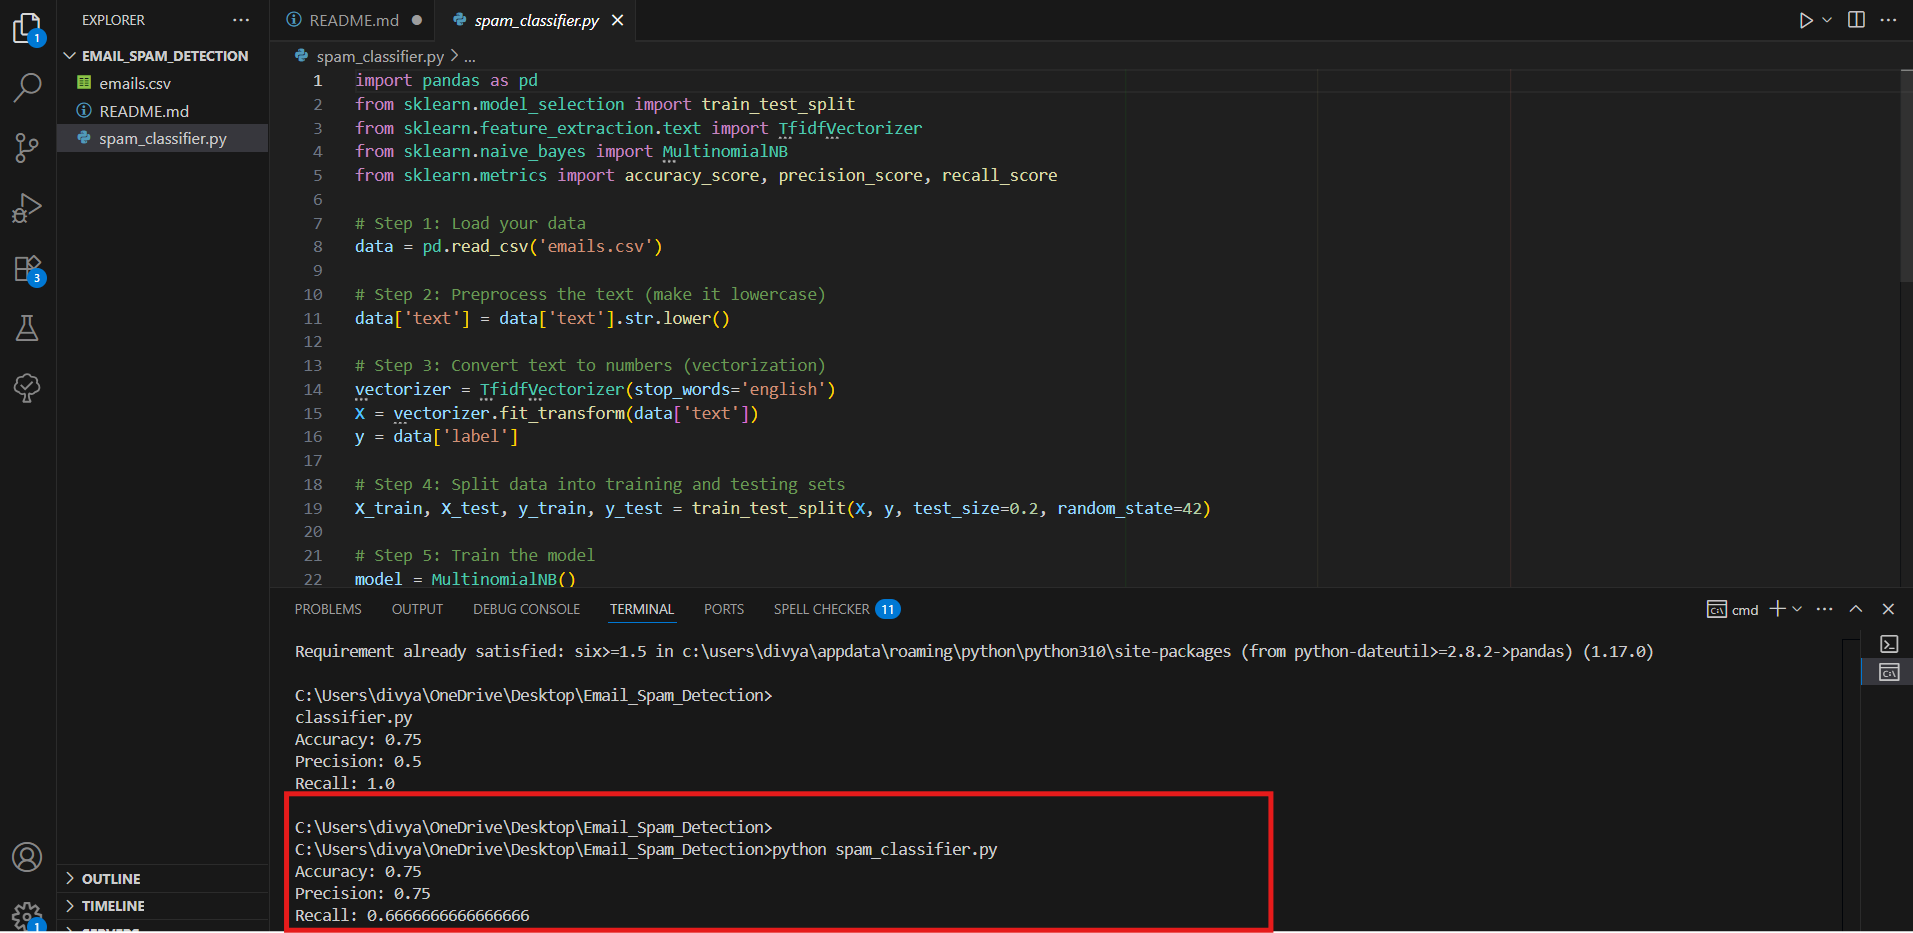 EXPLORER
EMAIL_SPAM_DETECTION
emails.csv
README.md
spam_classifier.py
OUTLINE
TIMELINE
1
3
1
README.md
spam_classifier.py
spam_classifier.py > ...
1 import pandas as pd
2 from sklearn.model_selection import train_test_split
3 from sklearn.feature_extraction.text import TfidfVectorizer
4 from sklearn.naive_bayes import MultinomialNB
5 from sklearn.metrics import accuracy_score, precision_score, recall_score
6
7 # Step 1: Load your data
8 data = pd.read_csv('emails.csv')
9
10 # Step 2: Preprocess the text (make it lowercase)
11 data['text'] = data['text'].str.lower()
12
13 # Step 3: Convert text to numbers (vectorization)
14 vectorizer = TfidfVectorizer(stop_words='english')
15 X = vectorizer.fit_transform(data['text'])
16 y = data['label']
17
18 # Step 4: Split data into training and testing sets
19 X_train, X_test, y_train, y_test = train_test_split(X, y, test_size=0.2, random_state=42)
20
21 # Step 5: Train the model
22 model = MultinomialNB()
PROBLEMS OUTPUT DEBUG CONSOLE TERMINAL PORTS SPELL CHECKER 11
cmd
Requirement already satisfied: six>=1.5 in c:\users\divya\appdata\roaming\python\python310\site-packages (from python-dateutil>=2.8.2->pandas) (1.17.0)
C:\Users\divya\OneDrive\Desktop\Email_Spam_Detection>
classifier.py
Accuracy: 0.75
Precision: 0.5
Recall: 1.0
C:\Users\divya\OneDrive\Desktop\Email_Spam_Detection>
C:\Users\divya\OneDrive\Desktop\Email_Spam_Detection>python spam_classifier.py
Accuracy: 0.75
Precision: 0.75
Recall: 0.6666666666666666